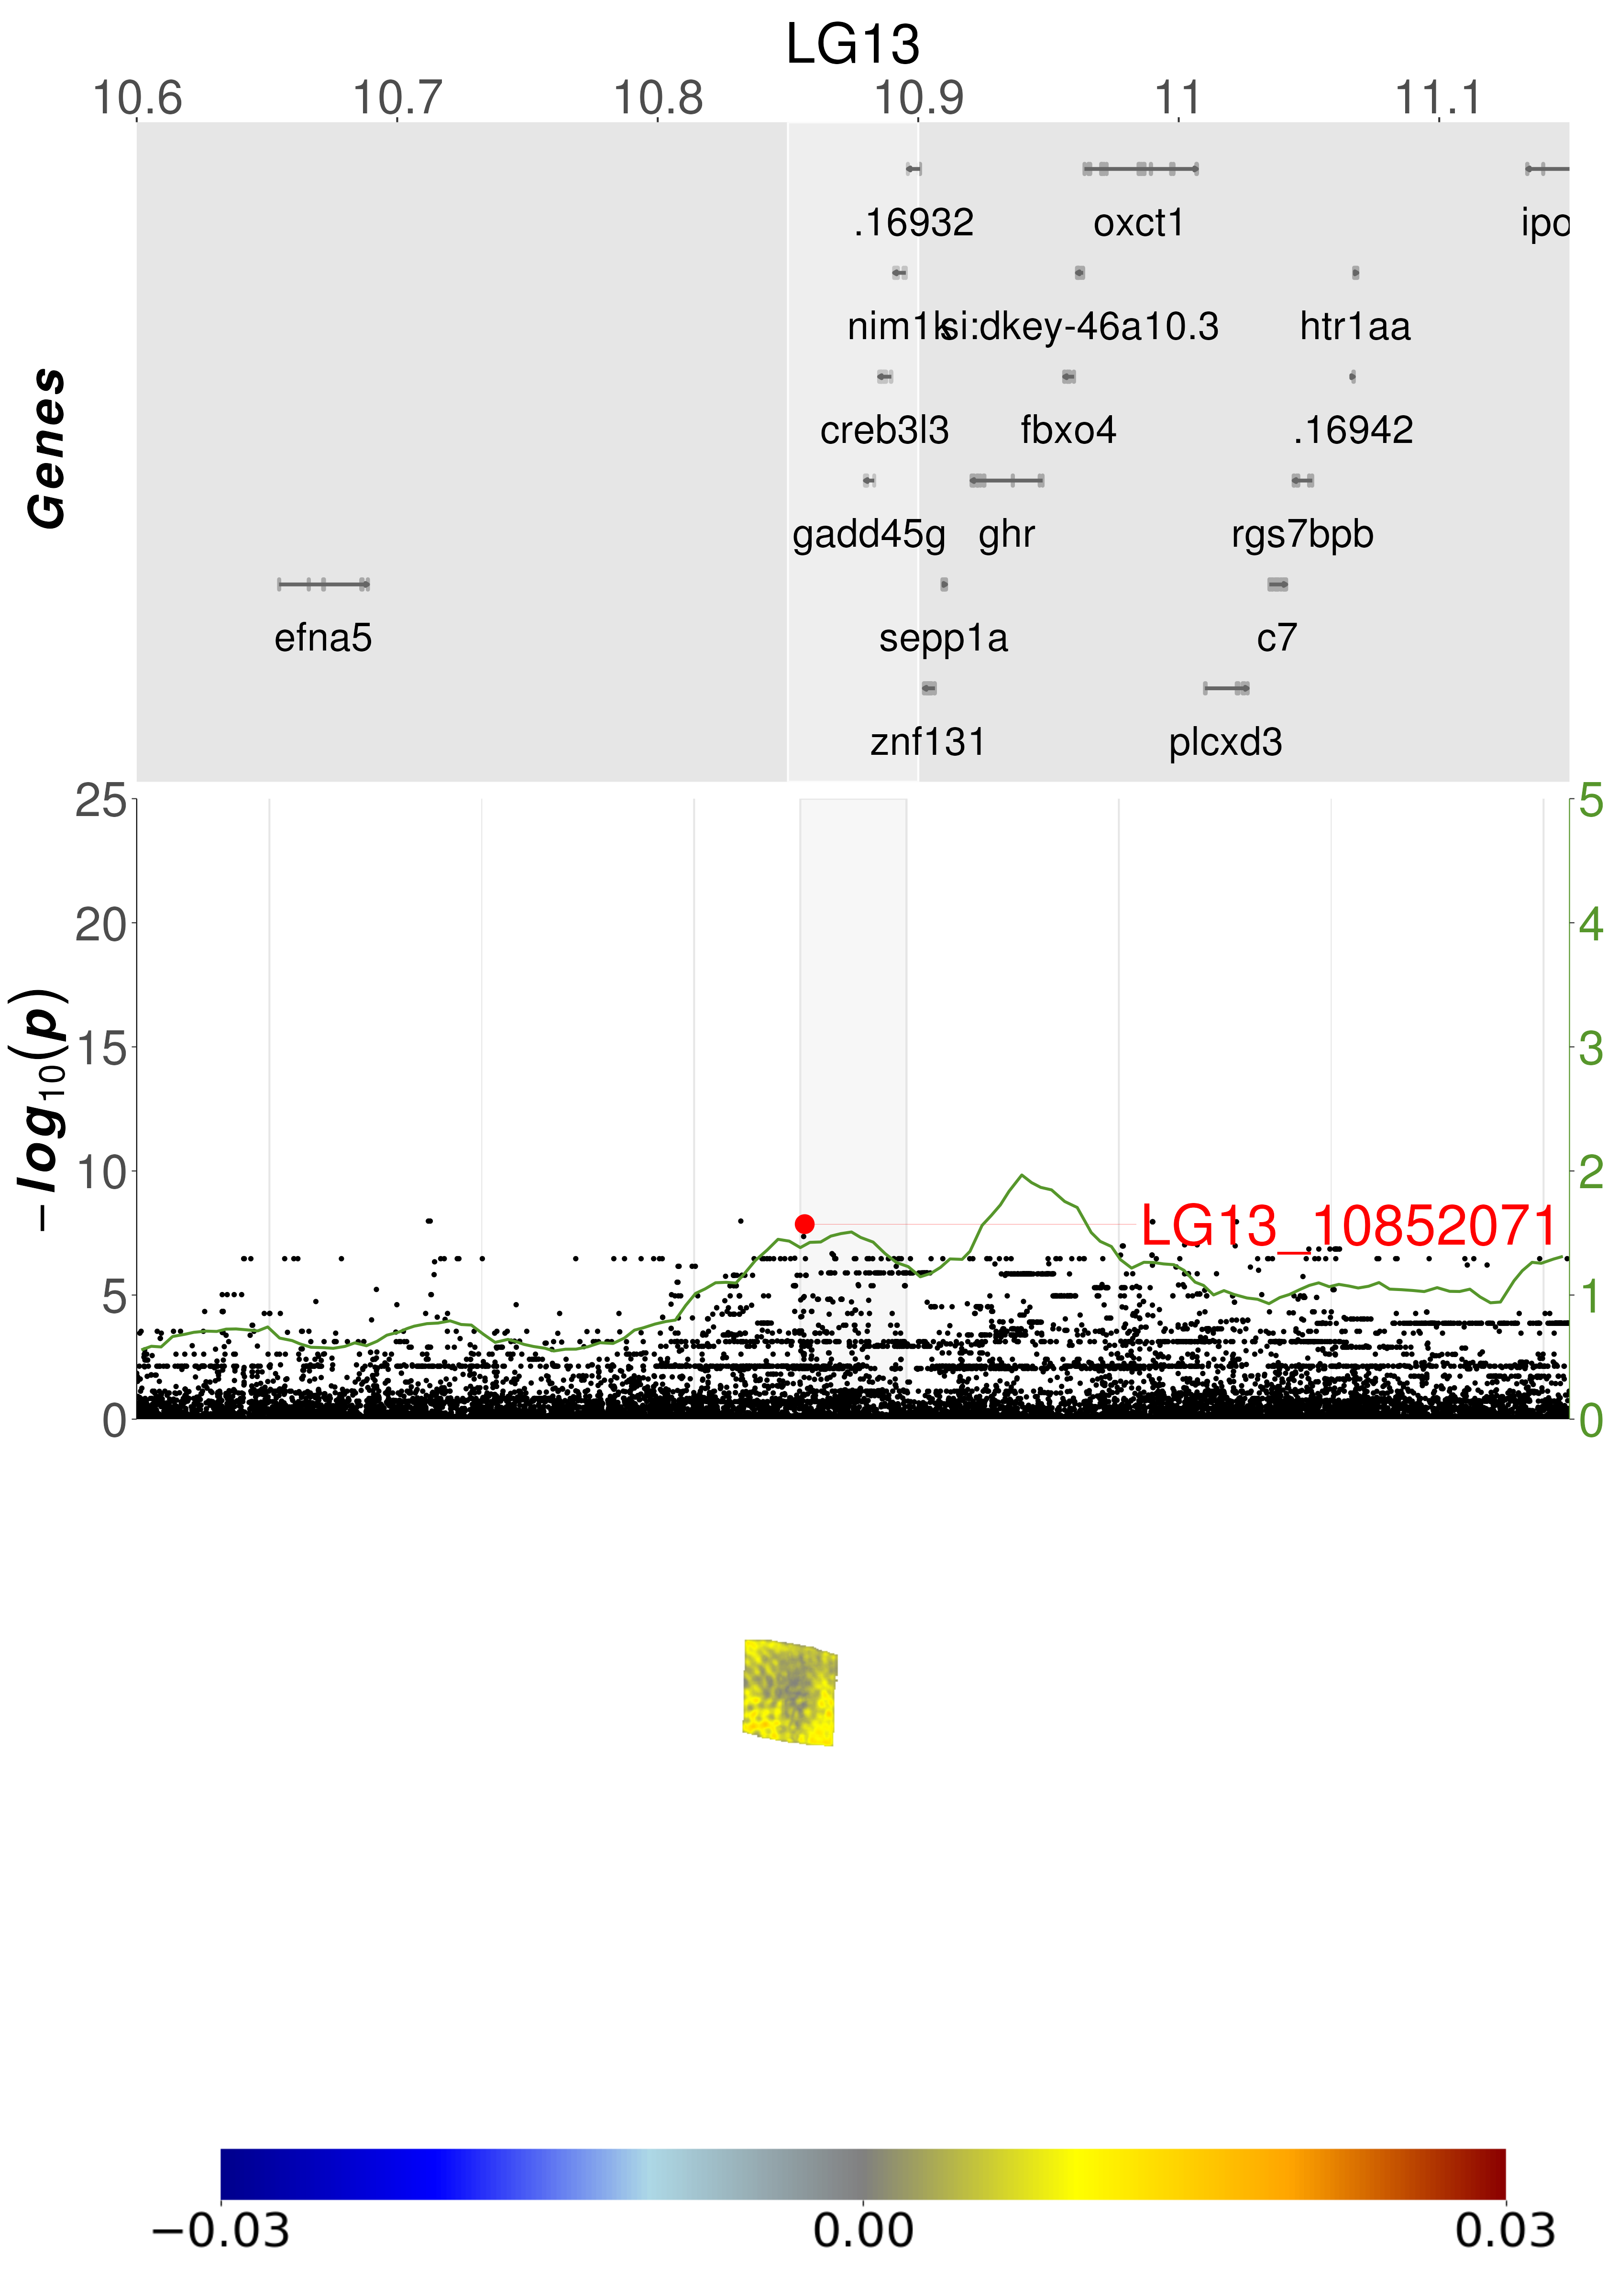 LG13
10.6 10.7 10.8 10.9 11 11.1
Genes
.16932 oxct1 ipo
nim1k si:dkey-46a10.3 htr1aa
creb3l3 fbxo4 .16942
gadd45g ghr rgs7bpb
efna5 sepp1a c7
znf131 plcxd3
25 5
20 4
15 3
10 2
5 1
0 0
−log10(p)
LG13_10852071
−0.03 0.00 0.03